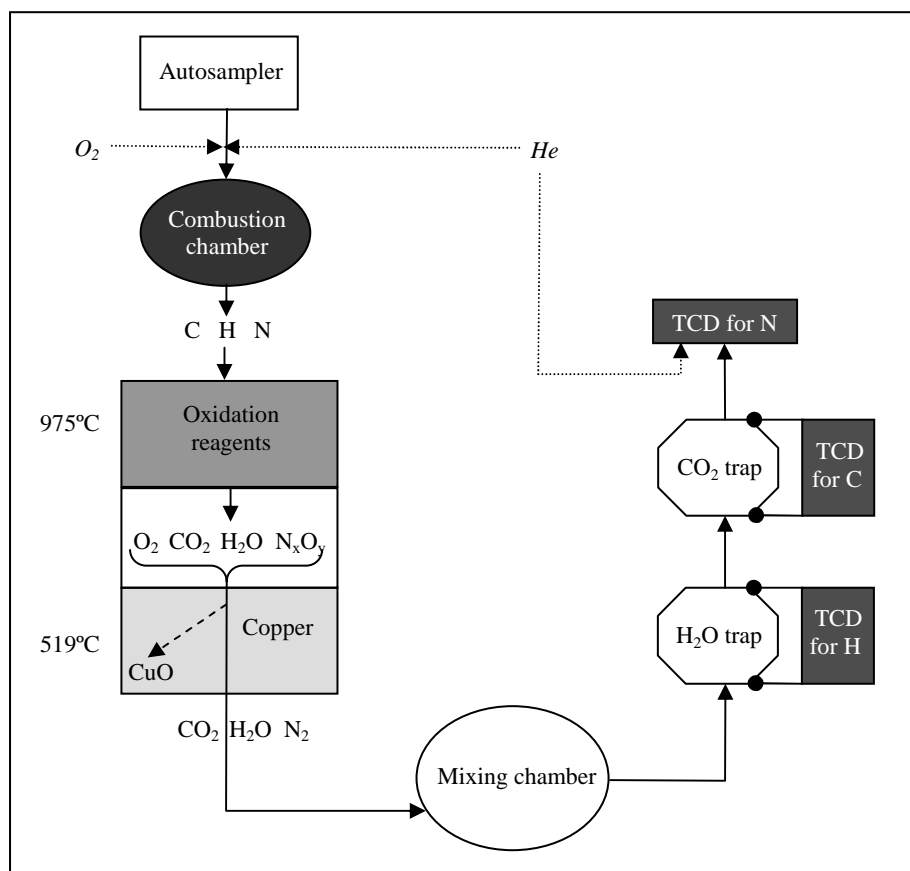 Autosampler
O₂
He
Combustion
chamber
C H N
975ºC
Oxidation
reagents
O₂ CO₂ H₂O NₓOᵧ
519ºC
Copper
CuO
CO₂ H₂O N₂
Mixing chamber
H₂O trap
TCD
for H
CO₂ trap
TCD
for C
TCD for N